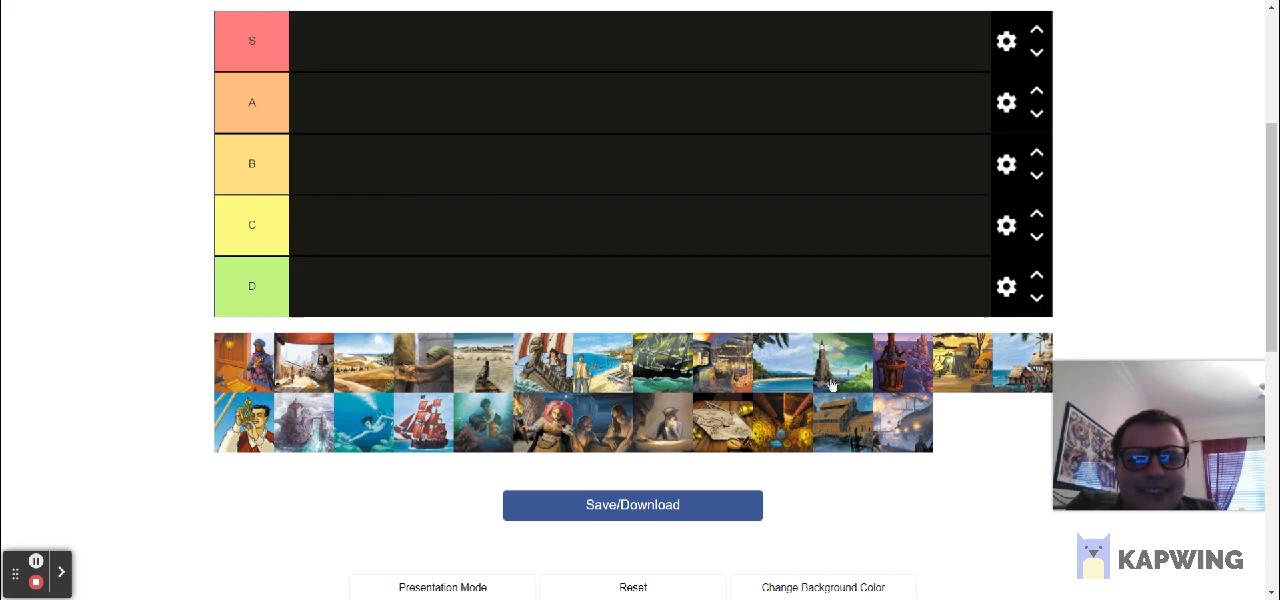 S
A
B
C
D
Save/Download
Presentation Mode
Reset
Change Background Color
KAPWING